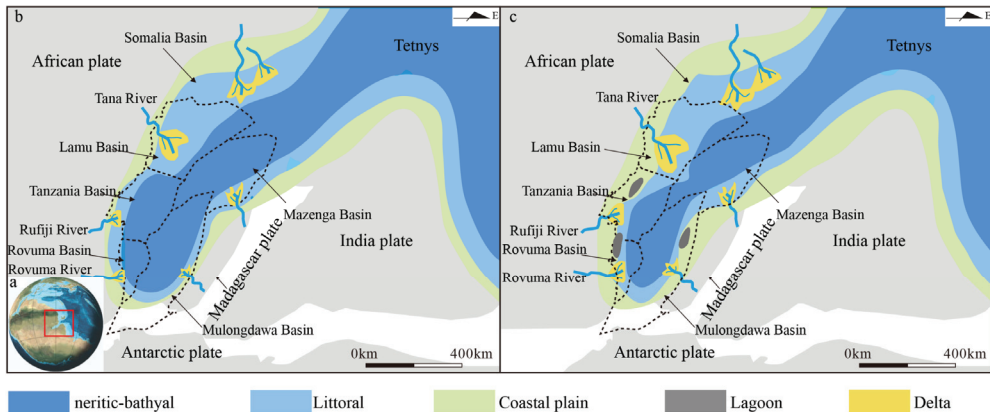 b
E
Somalia Basin
Tetnys
African plate
Tana River
Lamu Basin
Tanzania Basin
Mazenga Basin
Rufiji River
India plate
Rovuma Basin
Rovuma River
Madagascar plate
a
Mulongdawa Basin
Antarctic plate
0km
400km
c
E
Somalia Basin
Tetnys
African plate
Tana River
Lamu Basin
Tanzania Basin
Mazenga Basin
Rufiji River
India plate
Rovuma Basin
Rovuma River
Madagascar plate
Mulongdawa Basin
Antarctic plate
0km
400km
neritic-bathyal
Littoral
Coastal plain
Lagoon
Delta